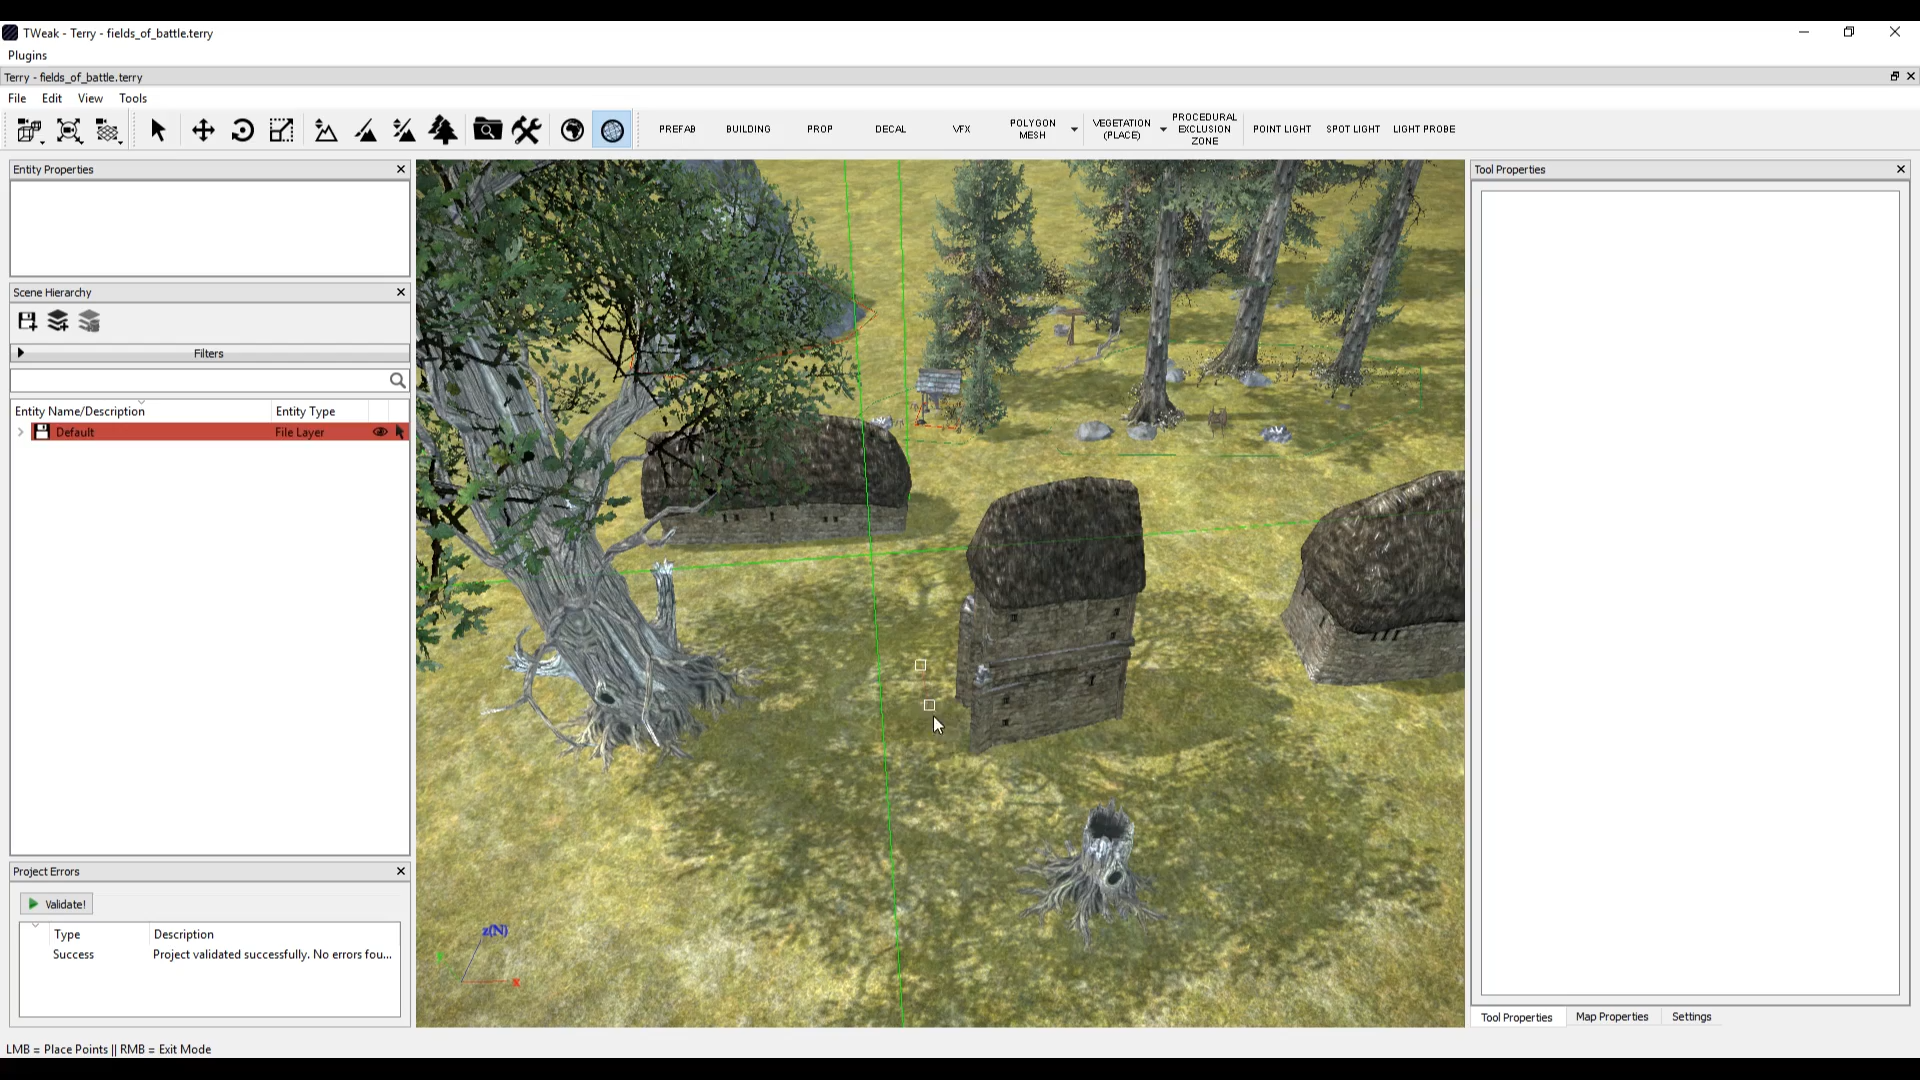 TWeak - Terry - fields_of_battle.terry
Plugins
Terry - fields_of_battle.terry
File Edit View Tools
PREFAB BUILDING PROP DECAL VFX POLYGON MESH VEGETATION (PLACE) PROCEDURAL EXCLUSION ZONE POINT LIGHT SPOT LIGHT LIGHT PROBE
Entity Properties
Tool Properties
Scene Hierarchy
Filters
Entity Name/Description Entity Type
Default File Layer
Project Errors
Validate!
Type Description
Success Project validated successfully. No errors fou...
z(N)
x
Tool Properties Map Properties Settings
LMB = Place Points || RMB = Exit Mode